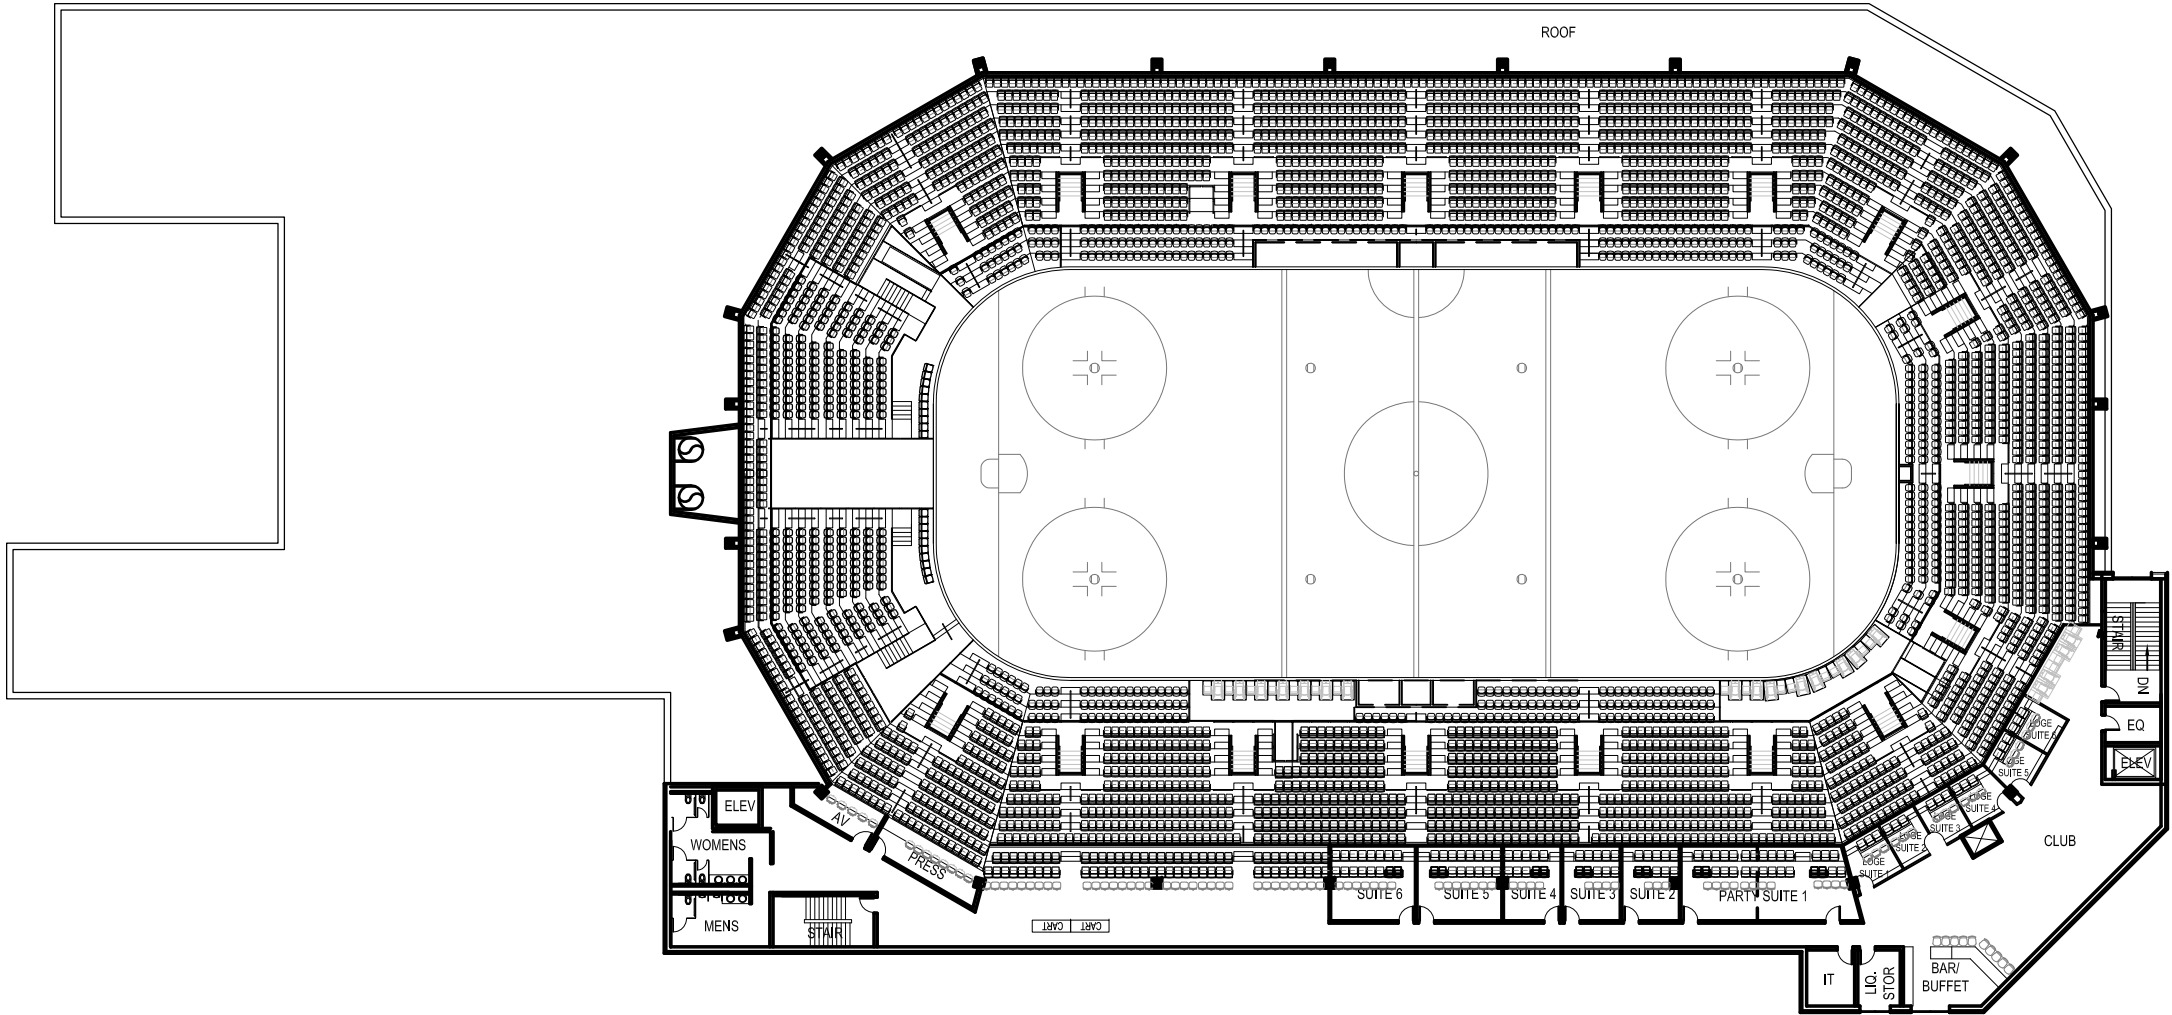 ROOF
STAIR
DN
EQ
ELEV
LOGE
SUITE 6
LOGE
SUITE 5
LOGE
SUITE 4
LOGE
SUITE 3
LOGE
SUITE 2
LOGE
SUITE 1
CLUB
ELEV
AV
WOMENS
PRESS
MENS
STAIR
CART
CART
SUITE 6
SUITE 5
SUITE 4
SUITE 3
SUITE 2
PARTY SUITE 1
IT
LIQ.
STOR
BAR/
BUFFET